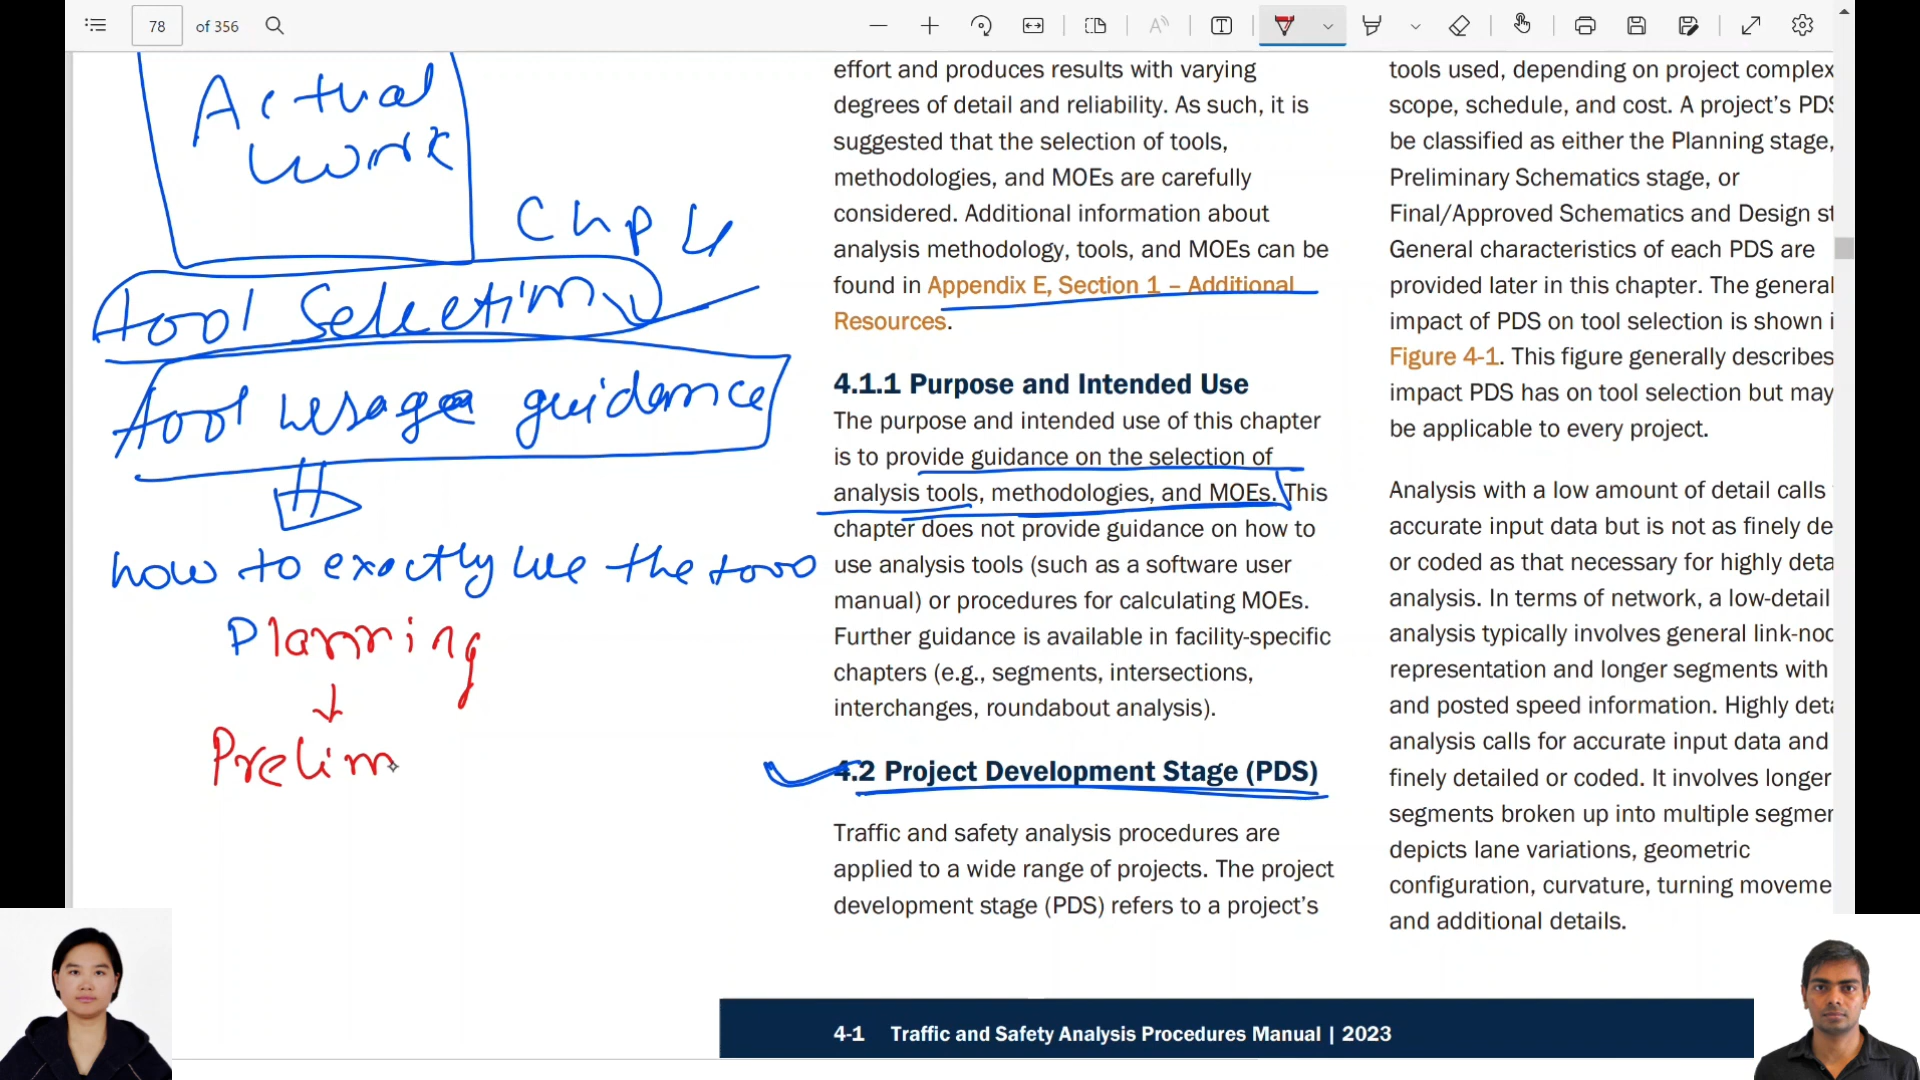 78 of 356
Actual
work
Chp 4
tool Selection
tool usage guidance
how to exactly use the tool
Planning
Prelim
effort and produces results with varying
degrees of detail and reliability. As such, it is
suggested that the selection of tools,
methodologies, and MOEs are carefully
considered. Additional information about
analysis methodology, tools, and MOEs can be
found in Appendix E, Section 1 – Additional
Resources.
4.1.1 Purpose and Intended Use
The purpose and intended use of this chapter
is to provide guidance on the selection of
analysis tools, methodologies, and MOEs. This
chapter does not provide guidance on how to
use analysis tools (such as a software user
manual) or procedures for calculating MOEs.
Further guidance is available in facility-specific
chapters (e.g., segments, intersections,
interchanges, roundabout analysis).
4.2 Project Development Stage (PDS)
Traffic and safety analysis procedures are
applied to a wide range of projects. The project
development stage (PDS) refers to a project’s
tools used, depending on project complex
scope, schedule, and cost. A project’s PDS
be classified as either the Planning stage,
Preliminary Schematics stage, or
Final/Approved Schematics and Design st
General characteristics of each PDS are
provided later in this chapter. The general
impact of PDS on tool selection is shown i
Figure 4-1. This figure generally describes
impact PDS has on tool selection but may
be applicable to every project.
Analysis with a low amount of detail calls
accurate input data but is not as finely de
or coded as that necessary for highly deta
analysis. In terms of network, a low-detail
analysis typically involves general link-noc
representation and longer segments with
and posted speed information. Highly deta
analysis calls for accurate input data and
finely detailed or coded. It involves longer
segments broken up into multiple segmer
depicts lane variations, geometric
configuration, curvature, turning moveme
and additional details.
4-1 Traffic and Safety Analysis Procedures Manual | 2023